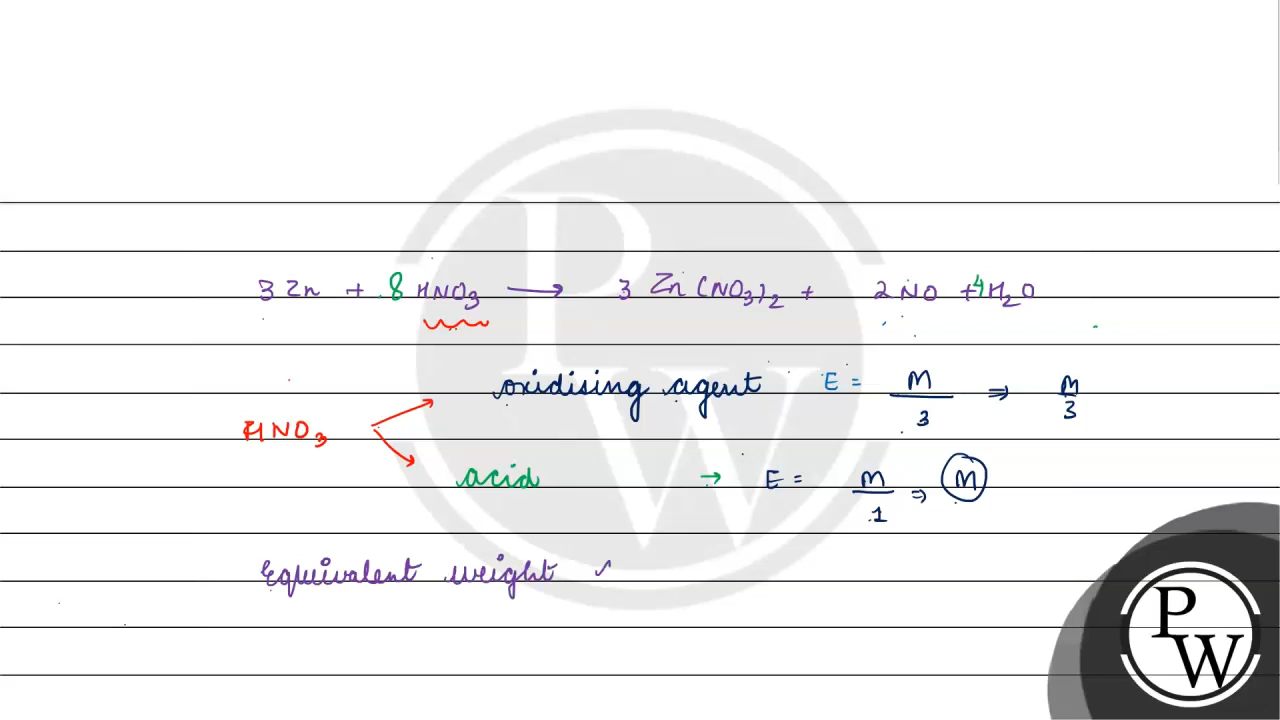 3 Zn + 8 HNO3 → 3 Zn(NO3)2 + 2 NO + 4H2O
oxidising agent E = M/3 ⇒ M/3
HNO3
acid → E = M/1 ⇒ M
Equivalent weight
P
W